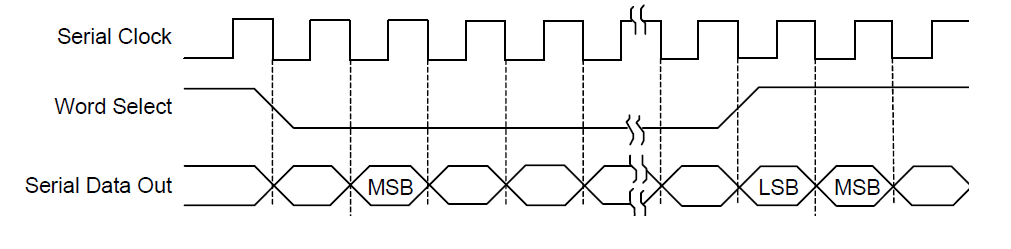 Serial Clock
Word Select
Serial Data Out MSB LSB MSB